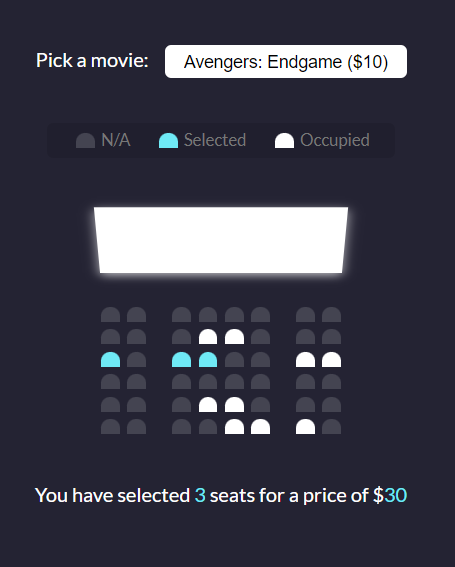 Pick a movie: Avengers: Endgame ($10)
N/A Selected Occupied
You have selected 3 seats for a price of $30